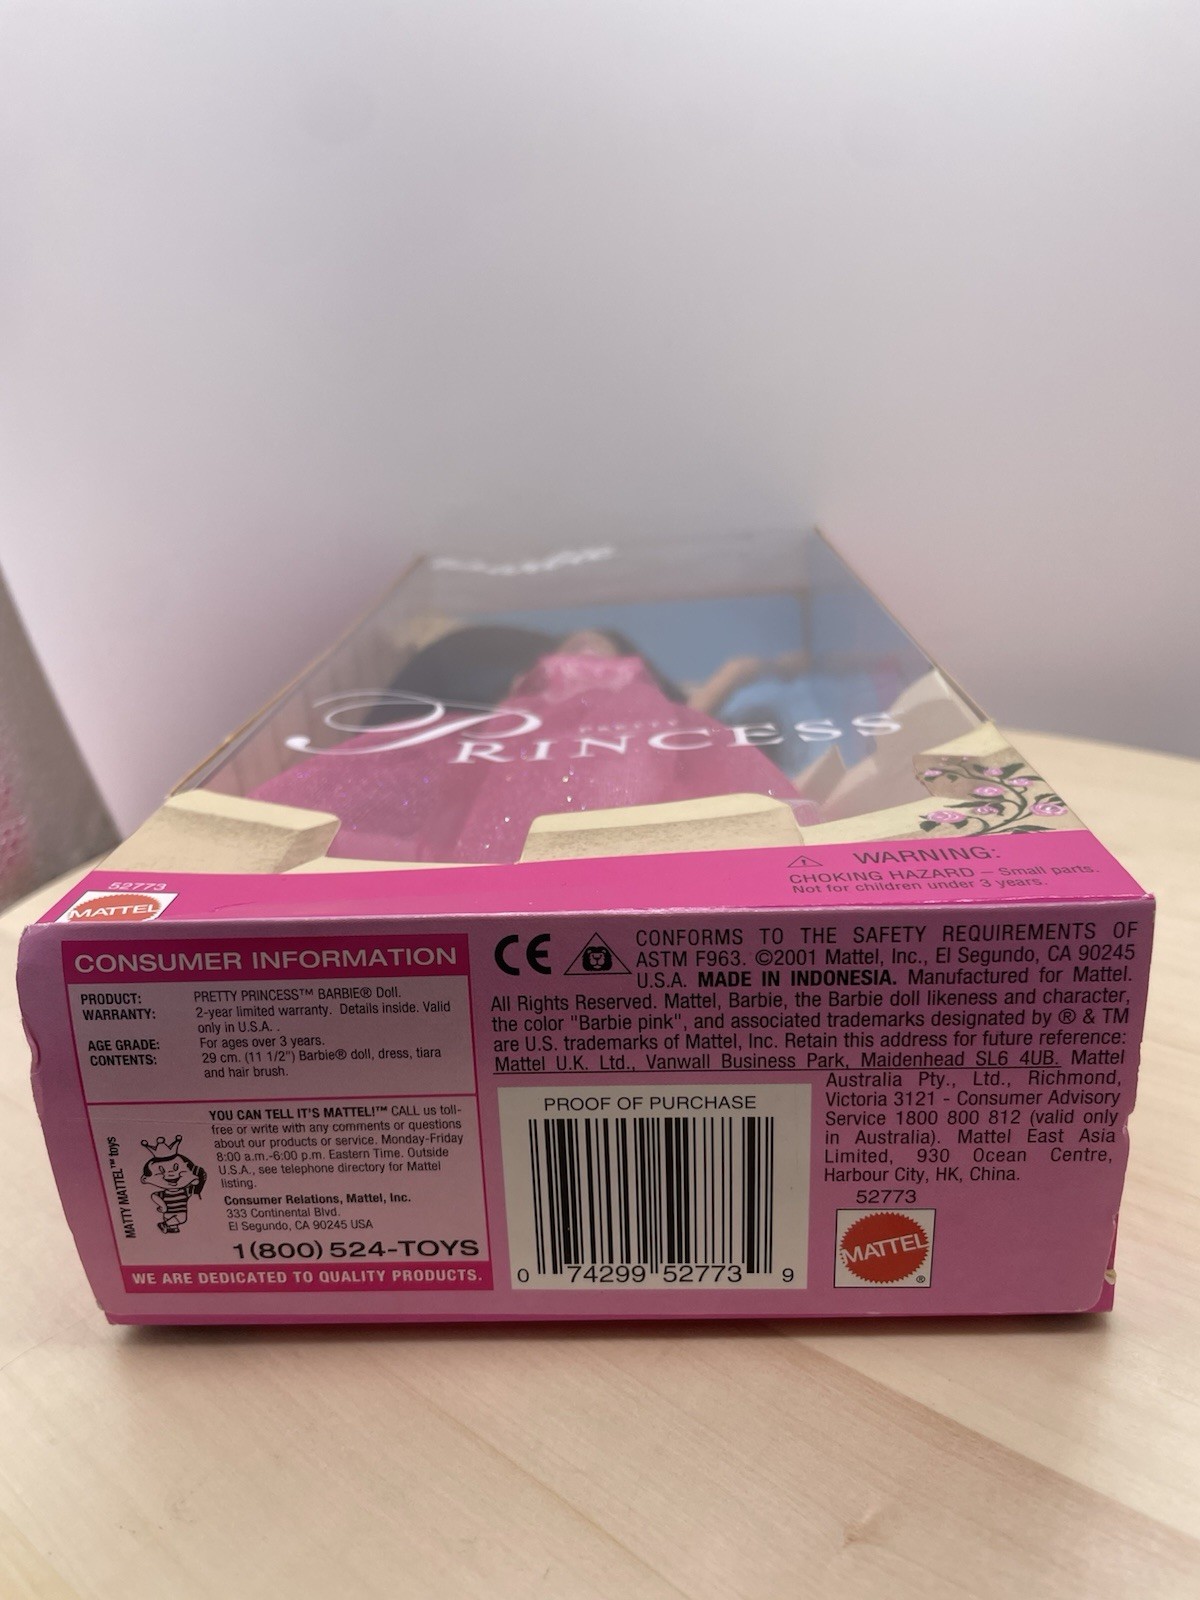 PRETTY
PRINCESS
WARNING:
CHOKING HAZARD – Small parts.
Not for children under 3 years.
52773
MATTEL
CONSUMER INFORMATION
PRODUCT: PRETTY PRINCESS™ BARBIE® Doll.
WARRANTY: 2-year limited warranty. Details inside. Valid
only in U.S.A. .
AGE GRADE: For ages over 3 years.
CONTENTS: 29 cm. (11 1/2") Barbie® doll, dress, tiara
and hair brush.
MATTY MATTEL™ toys
YOU CAN TELL IT'S MATTEL!™ CALL us toll-
free or write with any comments or questions
about our products or service. Monday-Friday
8:00 a.m.-6:00 p.m. Eastern Time. Outside
U.S.A., see telephone directory for Mattel
listing.
Consumer Relations, Mattel, Inc.
333 Continental Blvd.
El Segundo, CA 90245 USA
1(800) 524-TOYS
WE ARE DEDICATED TO QUALITY PRODUCTS.
CE
CONFORMS TO THE SAFETY REQUIREMENTS OF
ASTM F963. ©2001 Mattel, Inc., El Segundo, CA 90245
U.S.A. MADE IN INDONESIA. Manufactured for Mattel.
All Rights Reserved. Mattel, Barbie, the Barbie doll likeness and character,
the color "Barbie pink", and associated trademarks designated by ® & TM
are U.S. trademarks of Mattel, Inc. Retain this address for future reference:
Mattel U.K. Ltd., Vanwall Business Park, Maidenhead SL6 4UB. Mattel
Australia Pty., Ltd., Richmond,
Victoria 3121 - Consumer Advisory
Service 1800 800 812 (valid only
in Australia). Mattel East Asia
Limited, 930 Ocean Centre,
Harbour City, HK, China.
PROOF OF PURCHASE
0 74299 52773 9
52773
MATTEL ®